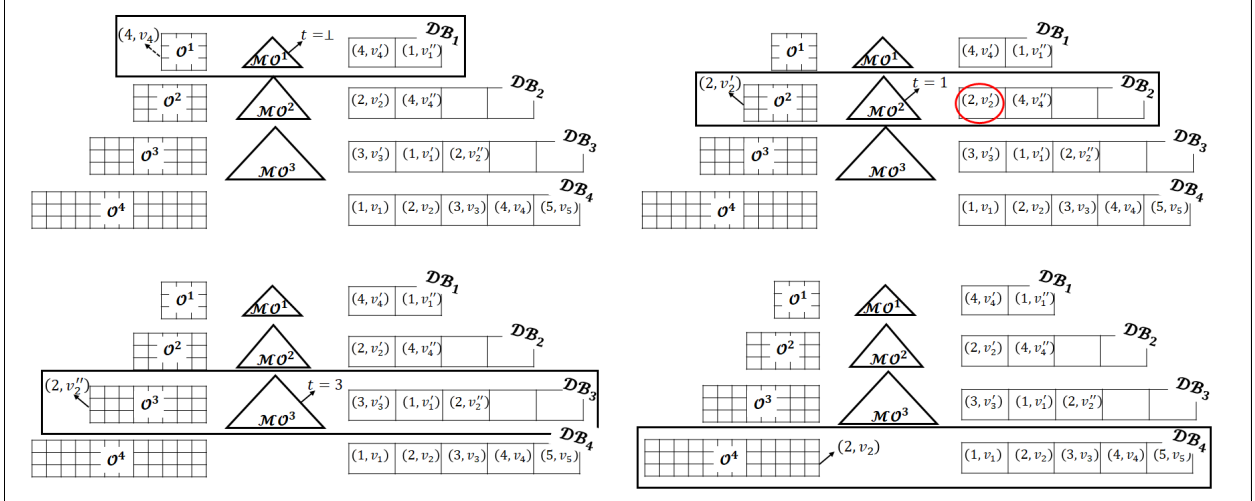 (4, v₄) 𝒪¹ ℳ𝒪¹ t =⊥ (4, v₄′) (1, v₁″) 𝒟ℬ₁
𝒪² ℳ𝒪² (2, v₂′) (4, v₄″) 𝒟ℬ₂
𝒪³ ℳ𝒪³ (3, v₃′) (1, v₁′) (2, v₂″) 𝒟ℬ₃
𝒪⁴ (1, v₁) (2, v₂) (3, v₃) (4, v₄) (5, v₅) 𝒟ℬ₄
𝒪¹ ℳ𝒪¹ (4, v₄′) (1, v₁″) 𝒟ℬ₁
(2, v₂′) 𝒪² ℳ𝒪² t = 1 (2, v₂′) (4, v₄″) 𝒟ℬ₂
𝒪³ ℳ𝒪³ (3, v₃′) (1, v₁′) (2, v₂″) 𝒟ℬ₃
𝒪⁴ (1, v₁) (2, v₂) (3, v₃) (4, v₄) (5, v₅) 𝒟ℬ₄
𝒪¹ ℳ𝒪¹ (4, v₄′) (1, v₁″) 𝒟ℬ₁
𝒪² ℳ𝒪² (2, v₂′) (4, v₄″) 𝒟ℬ₂
(2, v₂″) 𝒪³ ℳ𝒪³ t = 3 (3, v₃′) (1, v₁′) (2, v₂″) 𝒟ℬ₃
𝒪⁴ (1, v₁) (2, v₂) (3, v₃) (4, v₄) (5, v₅) 𝒟ℬ₄
𝒪¹ ℳ𝒪¹ (4, v₄′) (1, v₁″) 𝒟ℬ₁
𝒪² ℳ𝒪² (2, v₂′) (4, v₄″) 𝒟ℬ₂
𝒪³ ℳ𝒪³ (3, v₃′) (1, v₁′) (2, v₂″) 𝒟ℬ₃
𝒪⁴ (2, v₂) (1, v₁) (2, v₂) (3, v₃) (4, v₄) (5, v₅) 𝒟ℬ₄